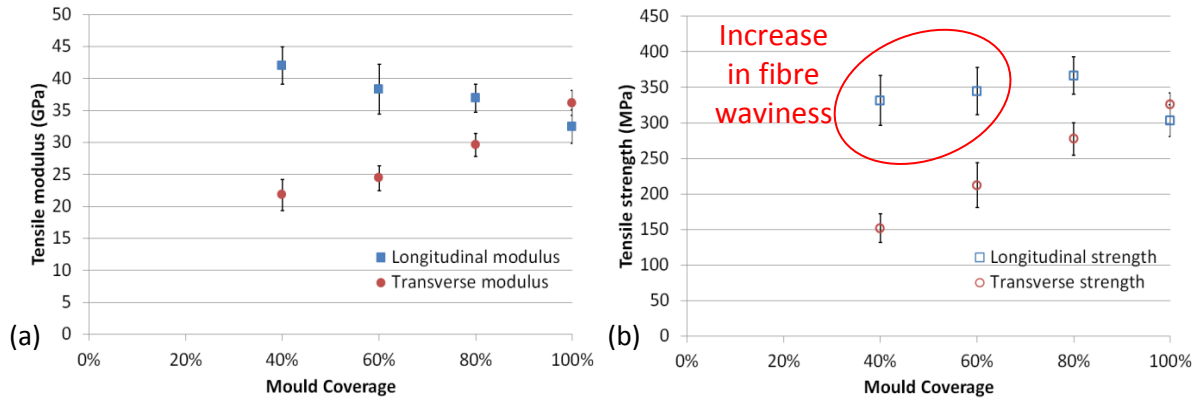 50
45
40
35
30
25
20
15
10
5
0
Tensile modulus (GPa)
Longitudinal modulus
Transverse modulus
(a)
0%
20%
40%
60%
80%
100%
Mould Coverage
450
400
350
300
250
200
150
100
50
0
Tensile strength (MPa)
Increase
in fibre
waviness
Longitudinal strength
Transverse strength
(b)
0%
20%
40%
60%
80%
100%
Mould Coverage